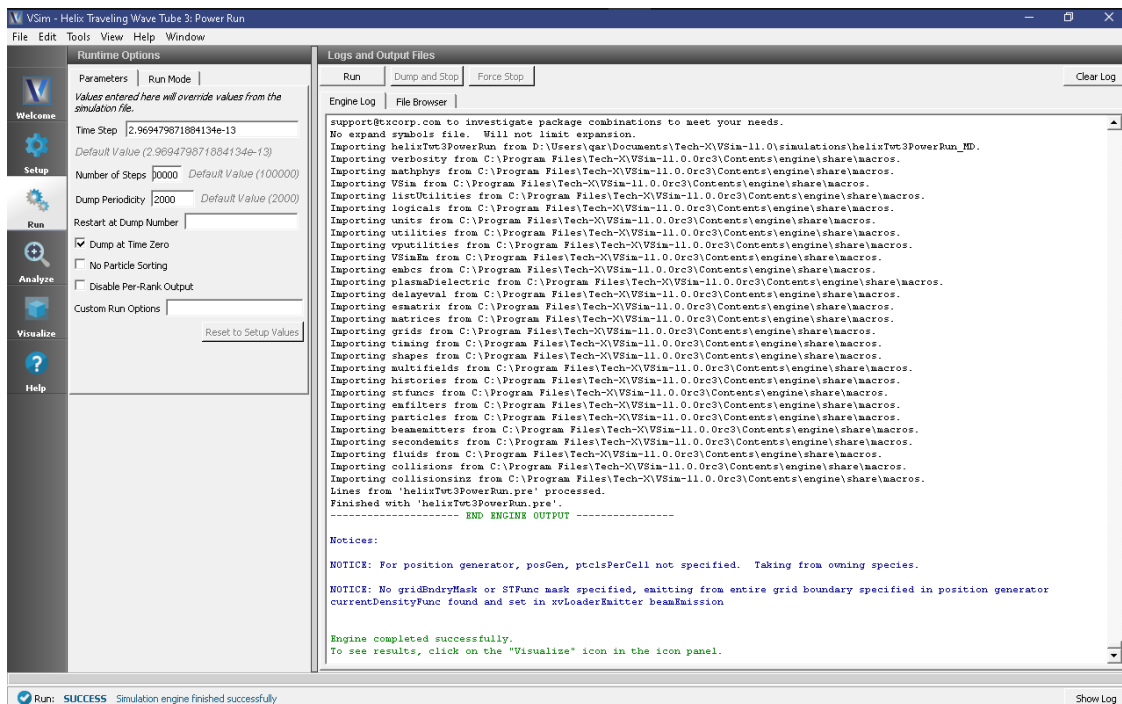 VSim - Helix Traveling Wave Tube 3: Power Run
File Edit Tools View Help Window
Welcome
Setup
Run
Analyze
Visualize
Help
Runtime Options
Parameters
Run Mode
Values entered here will override values from the
simulation file.
Time Step 2.969479871884134e-13
Default Value (2.969479871884134e-13)
Number of Steps 00000 Default Value (100000)
Dump Periodicity 2000 Default Value (2000)
Restart at Dump Number
Dump at Time Zero
No Particle Sorting
Disable Per-Rank Output
Custom Run Options
Reset to Setup Values
Logs and Output Files
Run Dump and Stop Force Stop Clear Log
Engine Log File Browser
support@txcorp.com to investigate package combinations to meet your needs.
No expand symbols file. Will not limit expansion.
Importing helixTwt3PowerRun from D:\Users\qar\Documents\Tech-X\VSim-11.0\simulations\helixTwt3PowerRun_MD.
Importing verbosity from C:\Program Files\Tech-X\VSim-11.0.0rc3\Contents\engine\share\macros.
Importing mathphys from C:\Program Files\Tech-X\VSim-11.0.0rc3\Contents\engine\share\macros.
Importing VSim from C:\Program Files\Tech-X\VSim-11.0.0rc3\Contents\engine\share\macros.
Importing listUtilities from C:\Program Files\Tech-X\VSim-11.0.0rc3\Contents\engine\share\macros.
Importing logicals from C:\Program Files\Tech-X\VSim-11.0.0rc3\Contents\engine\share\macros.
Importing units from C:\Program Files\Tech-X\VSim-11.0.0rc3\Contents\engine\share\macros.
Importing utilities from C:\Program Files\Tech-X\VSim-11.0.0rc3\Contents\engine\share\macros.
Importing vputilities from C:\Program Files\Tech-X\VSim-11.0.0rc3\Contents\engine\share\macros.
Importing VSimEm from C:\Program Files\Tech-X\VSim-11.0.0rc3\Contents\engine\share\macros.
Importing embcs from C:\Program Files\Tech-X\VSim-11.0.0rc3\Contents\engine\share\macros.
Importing plasmaDielectric from C:\Program Files\Tech-X\VSim-11.0.0rc3\Contents\engine\share\macros.
Importing delayeval from C:\Program Files\Tech-X\VSim-11.0.0rc3\Contents\engine\share\macros.
Importing esmatrix from C:\Program Files\Tech-X\VSim-11.0.0rc3\Contents\engine\share\macros.
Importing matrices from C:\Program Files\Tech-X\VSim-11.0.0rc3\Contents\engine\share\macros.
Importing grids from C:\Program Files\Tech-X\VSim-11.0.0rc3\Contents\engine\share\macros.
Importing timing from C:\Program Files\Tech-X\VSim-11.0.0rc3\Contents\engine\share\macros.
Importing shapes from C:\Program Files\Tech-X\VSim-11.0.0rc3\Contents\engine\share\macros.
Importing multifields from C:\Program Files\Tech-X\VSim-11.0.0rc3\Contents\engine\share\macros.
Importing histories from C:\Program Files\Tech-X\VSim-11.0.0rc3\Contents\engine\share\macros.
Importing stfuncs from C:\Program Files\Tech-X\VSim-11.0.0rc3\Contents\engine\share\macros.
Importing emfilters from C:\Program Files\Tech-X\VSim-11.0.0rc3\Contents\engine\share\macros.
Importing particles from C:\Program Files\Tech-X\VSim-11.0.0rc3\Contents\engine\share\macros.
Importing beamemitters from C:\Program Files\Tech-X\VSim-11.0.0rc3\Contents\engine\share\macros.
Importing secondemits from C:\Program Files\Tech-X\VSim-11.0.0rc3\Contents\engine\share\macros.
Importing fluids from C:\Program Files\Tech-X\VSim-11.0.0rc3\Contents\engine\share\macros.
Importing collisions from C:\Program Files\Tech-X\VSim-11.0.0rc3\Contents\engine\share\macros.
Importing collisionsinz from C:\Program Files\Tech-X\VSim-11.0.0rc3\Contents\engine\share\macros.
Lines from 'helixTwt3PowerRun.pre' processed.
Finished with 'helixTwt3PowerRun.pre'.
-------------------- END ENGINE OUTPUT ----------------
Notices:
NOTICE: For position generator, posGen, ptclsPerCell not specified. Taking from owning species.
NOTICE: No gridBndryMask or STFunc mask specified, emitting from entire grid boundary specified in position generator
currentDensityFunc found and set in xvLoaderEmitter beamEmission
Engine completed successfully.
To see results, click on the "Visualize" icon in the icon panel.
Run: SUCCESS Simulation engine finished successfully
Show Log